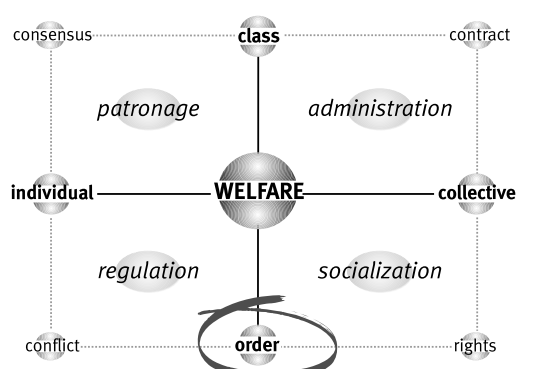 consensus
class
contract
patronage
administration
individual
WELFARE
collective
regulation
socialization
conflict
order
rights